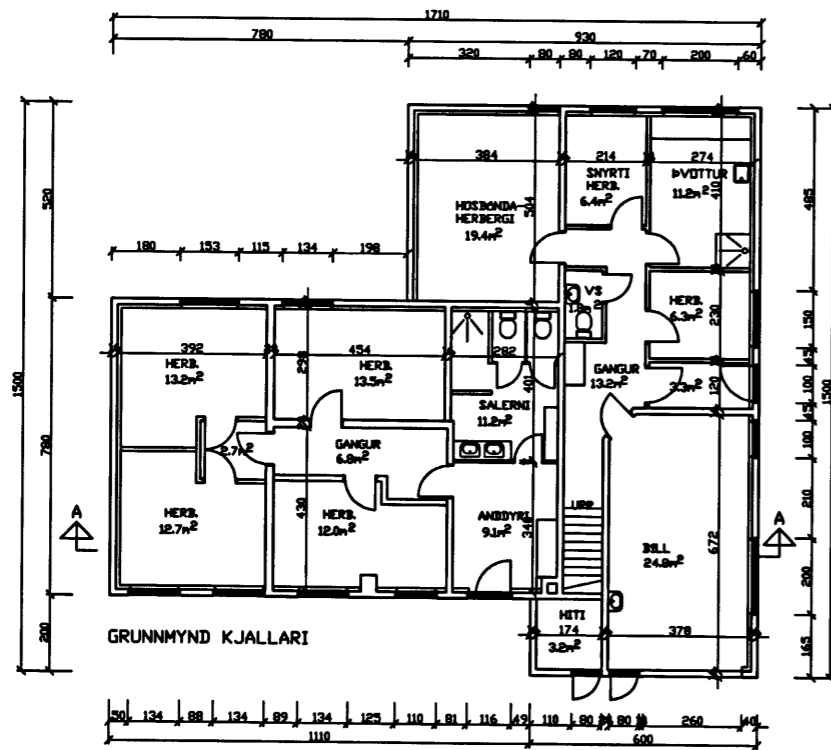 1710
780 930
320 80 80 120 70 200 60
384 214 274
SNYRTI
HERB.
6.4m²
ÞVOTTUR
11.2m²
410
HÚSBÓNDA-
HERBERGI
19.4m²
504
520
485
180 153 115 134 198
VS
HERB.
6.3m²
230
150
392 454 282
HERB.
13.2m²
298
HERB.
13.5m²
401
GANGUR
13.2m²
3.3m²
120
45
100
45
1500
1500
SALERNI
11.2m²
GANGUR
6.8m²
2.7m²
100
780
430
HERB.
12.7m²
HERB.
12.0m²
ANDDYRI
9.1m²
UPP
210
A
A
BÍLL
24.8m²
672
200
200
HITI
174
3.2m²
378
165
GRUNNMYND KJALLARI
50 134 88 134 89 134 125 110 81 116 49 110 80 80 260 40
1110 600